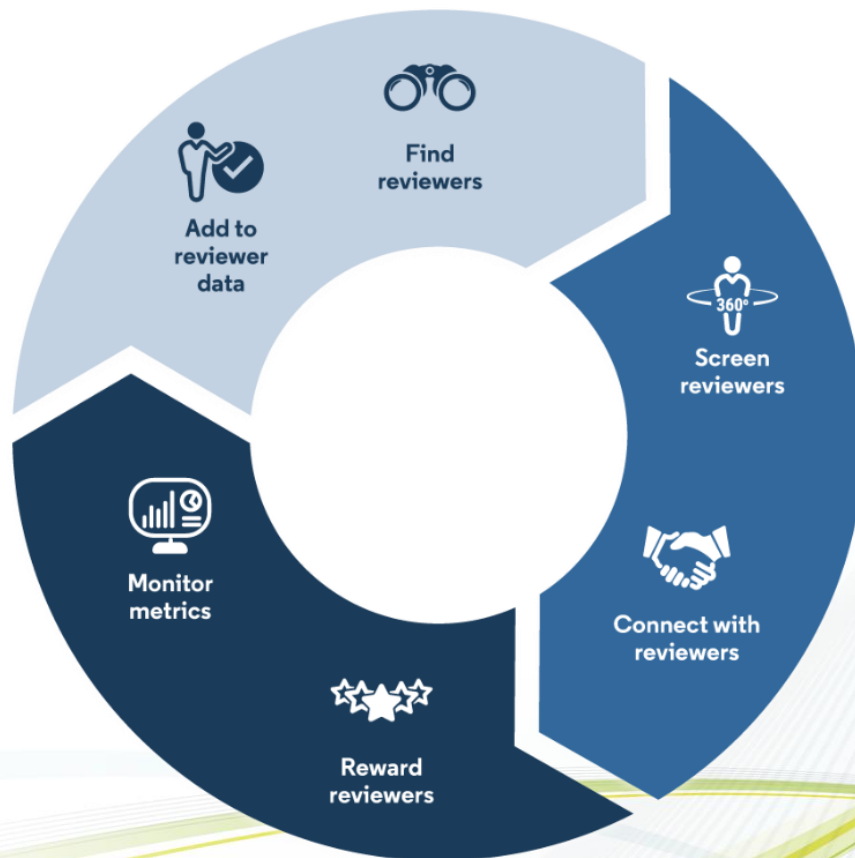 Find
reviewers
Add to
reviewer
data
360°
Screen
reviewers
Connect with
reviewers
Reward
reviewers
Monitor
metrics